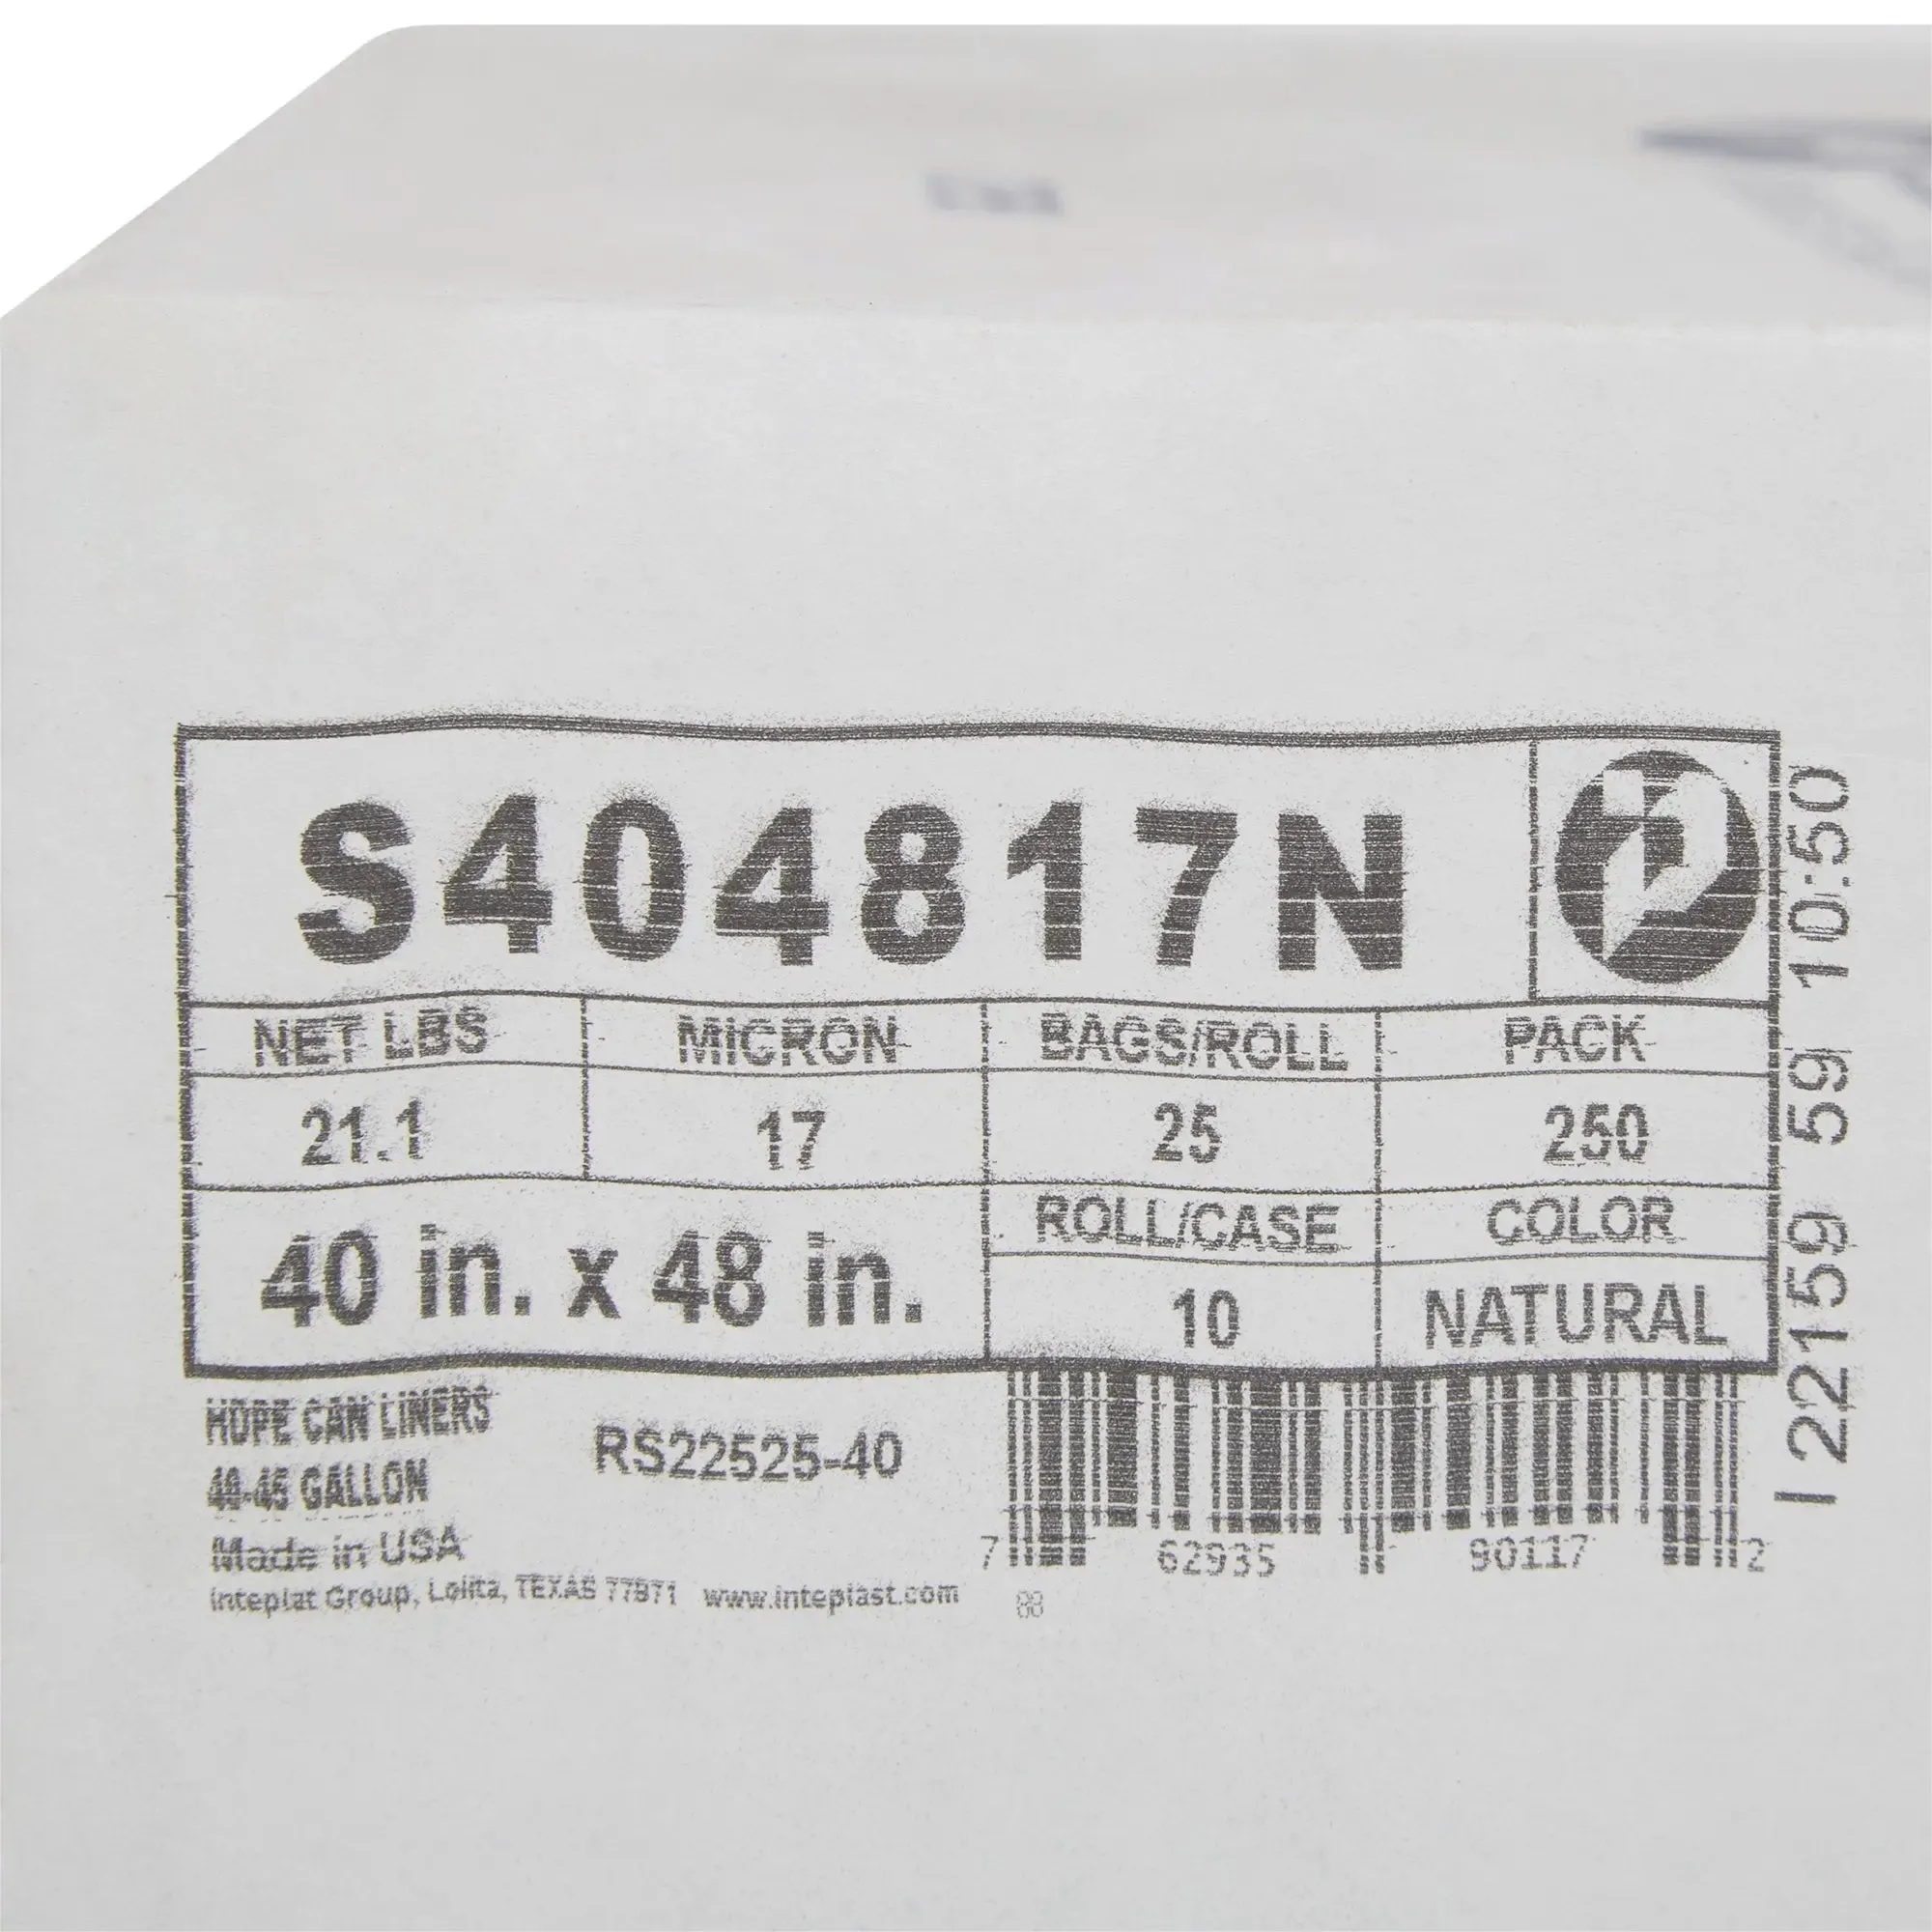 S404817N
NET LBS MICRON BAGS/ROLL PACK
21.1 17 25 250
40 in. x 48 in.
ROLL/CASE COLOR
10 NATURAL
HDPE CAN LINERS
40-45 GALLON
RS22525-40
Made in USA
Inteplat Group, Lolita, TEXAS 77971 www.inteplast.com
7 62935 90117 2
88
I 22159 59 10:50